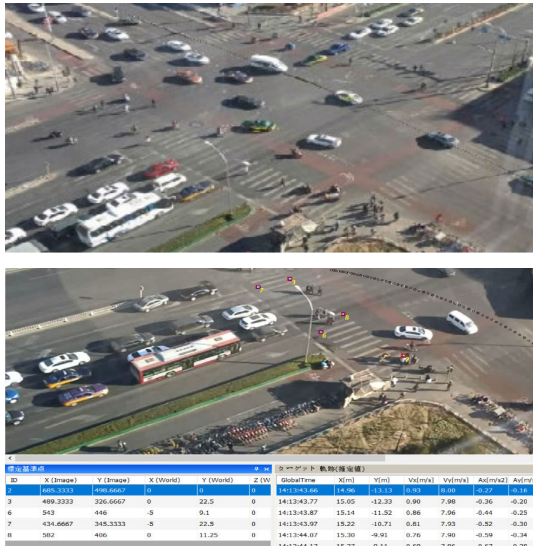 標定基準点
ターゲット 軌跡(推定値)
ID X (Image) Y (Image) X (World) Y (World) Z (W
GlobalTime X[m] Y[m] Vx[m/s] Vy[m/s] Ax[m/s2] Ay[m/
2 685.3333 498.6667 0 0
14:13:43.66 14.96 -13.13 0.93 8.00 -0.27 -0.16
3 489.3333 326.6667 0 22.5 0
14:13:43.77 15.05 -12.33 0.90 7.98 -0.36 -0.20
6 543 446 -5 9.1 0
14:13:43.87 15.14 -11.52 0.86 7.96 -0.44 -0.25
7 434.6667 345.3333 -5 22.5 0
14:13:43.97 15.22 -10.71 0.81 7.93 -0.52 -0.30
8 582 406 0 11.25 0
14:13:44.07 15.30 -9.91 0.76 7.90 -0.59 -0.34